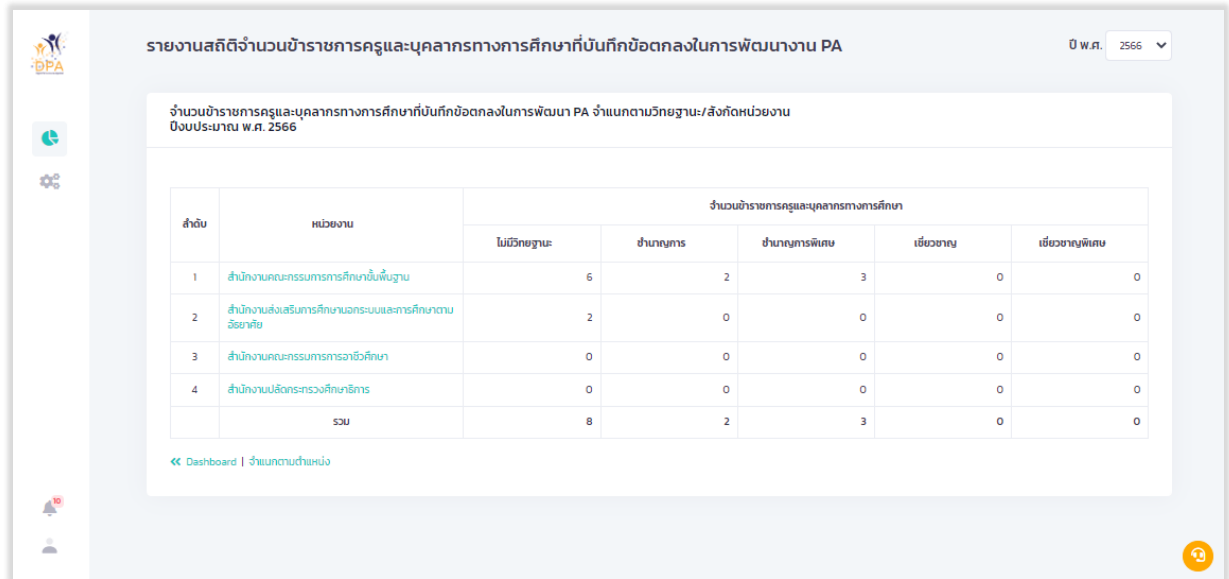 DPA
รายงานสถิติจำนวนข้าราชการครูและบุคลากรทางการศึกษาที่บันทึกข้อตกลงในการพัฒนางาน PA
ปี พ.ศ. 2566
จำนวนข้าราชการครูและบุคลากรทางการศึกษาที่บันทึกข้อตกลงในการพัฒนา PA จำแนกตามวิทยฐานะ/สังกัดหน่วยงาน
ปีงบประมาณ พ.ศ. 2566
ลำดับ หน่วยงาน จำนวนข้าราชการครูและบุคลากรทางการศึกษา
ไม่มีวิทยฐานะ ชำนาญการ ชำนาญการพิเศษ เชี่ยวชาญ เชี่ยวชาญพิเศษ
1 สำนักงานคณะกรรมการการศึกษาขั้นพื้นฐาน 6 2 3 0 0
2 สำนักงานส่งเสริมการศึกษานอกระบบและการศึกษาตาม
อัธยาศัย 2 0 0 0 0
3 สำนักงานคณะกรรมการการอาชีวศึกษา 0 0 0 0 0
4 สำนักงานปลัดกระทรวงศึกษาธิการ 0 0 0 0 0
รวม 8 2 3 0 0
Dashboard | จำแนกตามตำแหน่ง
10